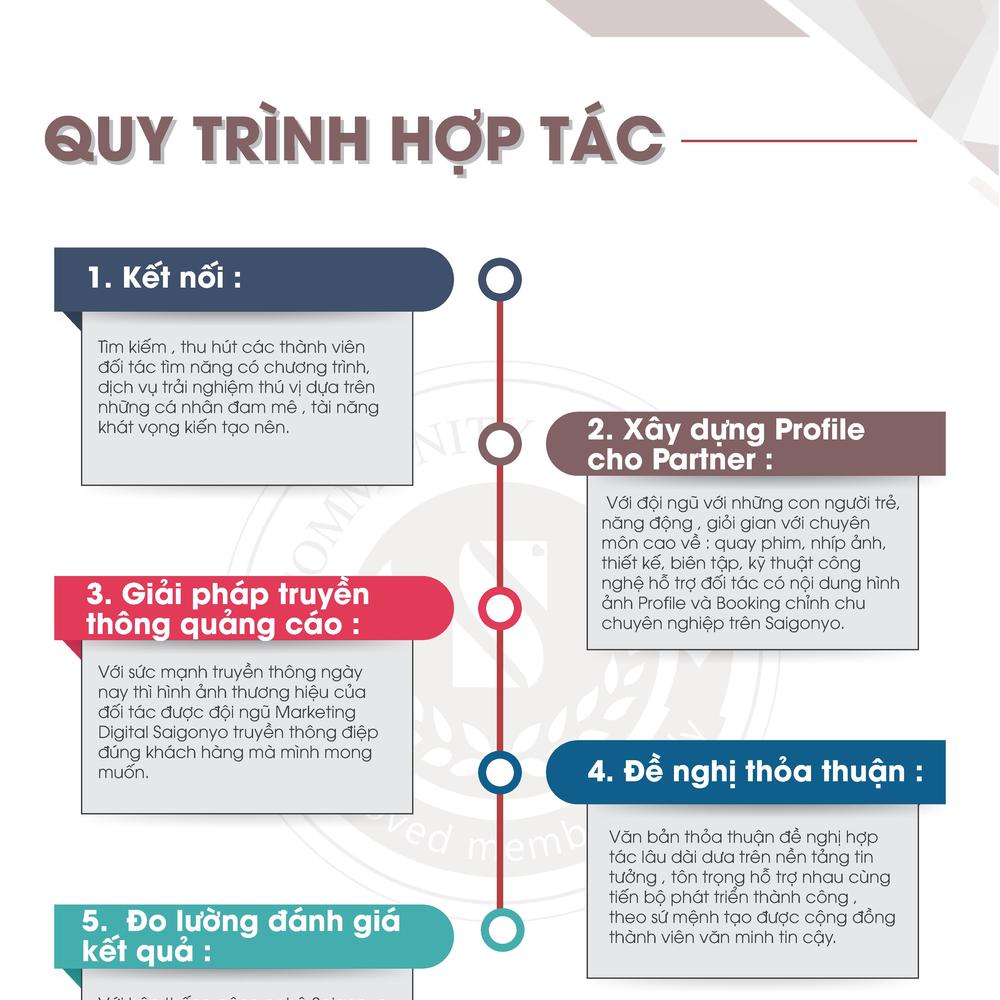 QUY TRÌNH HỢP TÁC
1. Kết nối :
Tìm kiếm , thu hút các thành viên
đối tác tìm năng có chương trình,
dịch vụ trải nghiệm thú vị dựa trên
những cá nhân đam mê , tài năng
khát vọng kiến tạo nên.
2. Xây dựng Profile
cho Partner :
Với đội ngũ với những con người trẻ,
năng động , giỏi gian với chuyên
môn cao về : quay phim, nhíp ảnh,
thiết kế, biên tập, kỹ thuật công
nghệ hỗ trợ đối tác có nội dung hình
ảnh Profile và Booking chỉnh chu
chuyên nghiệp trên Saigonyo.
3. Giải pháp truyền
thông quảng cáo :
Với sức mạnh truyền thông ngày
nay thì hình ảnh thương hiệu của
đối tác được đội ngũ Marketing
Digital Saigonyo truyền thông điệp
đúng khách hàng mà mình mong
muốn.
4. Đề nghị thỏa thuận :
Văn bản thỏa thuận đề nghị hợp
tác lâu dài dưa trên nền tảng tin
tưởng , tôn trọng hỗ trợ nhau cùng
tiến bộ phát triển thành công ,
theo sứ mệnh tạo được cộng đồng
thành viên văn minh tin cậy.
5. Đo lường đánh giá
kết quả :